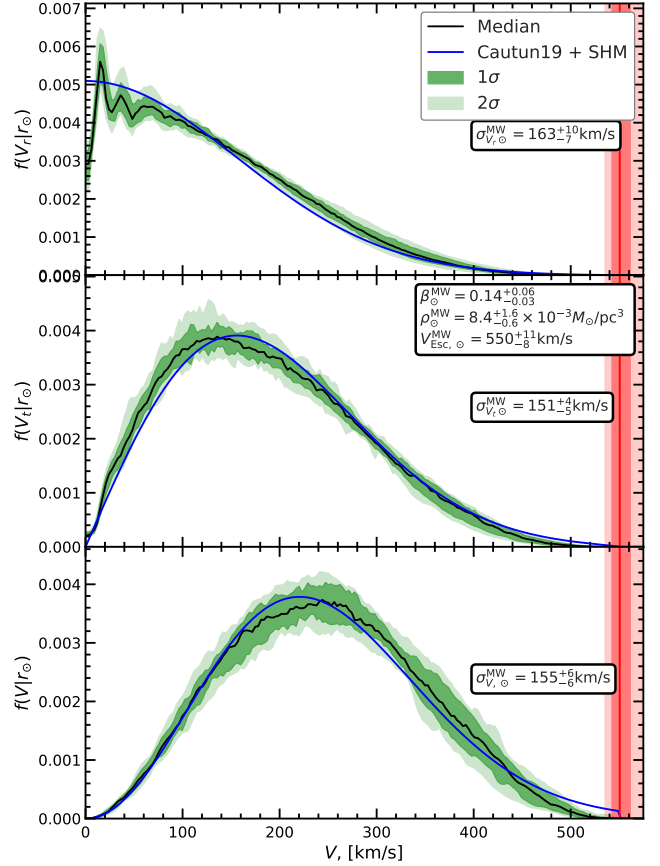 0.007
0.006
0.005
0.004
0.003
0.002
0.001
0.000
f(V_r|r_⊙)
Median
Cautun19 + SHM
1σ
2σ
σ^MW_{V_r ⊙} = 163^{+10}_{−7}km/s
0.005
0.004
0.003
0.002
0.001
0.000
f(V_t|r_⊙)
β^MW_⊙ = 0.14^{+0.06}_{−0.03}
ρ^MW_⊙ = 8.4^{+1.6}_{−0.6} × 10^{−3}M_⊙/pc^3
V^MW_{Esc, ⊙} = 550^{+11}_{−8}km/s
σ^MW_{V_t ⊙} = 151^{+4}_{−5}km/s
0.004
0.003
0.002
0.001
0.000
f(V|r_⊙)
σ^MW_{V, ⊙} = 155^{+6}_{−6}km/s
0 100 200 300 400 500
V, [km/s]